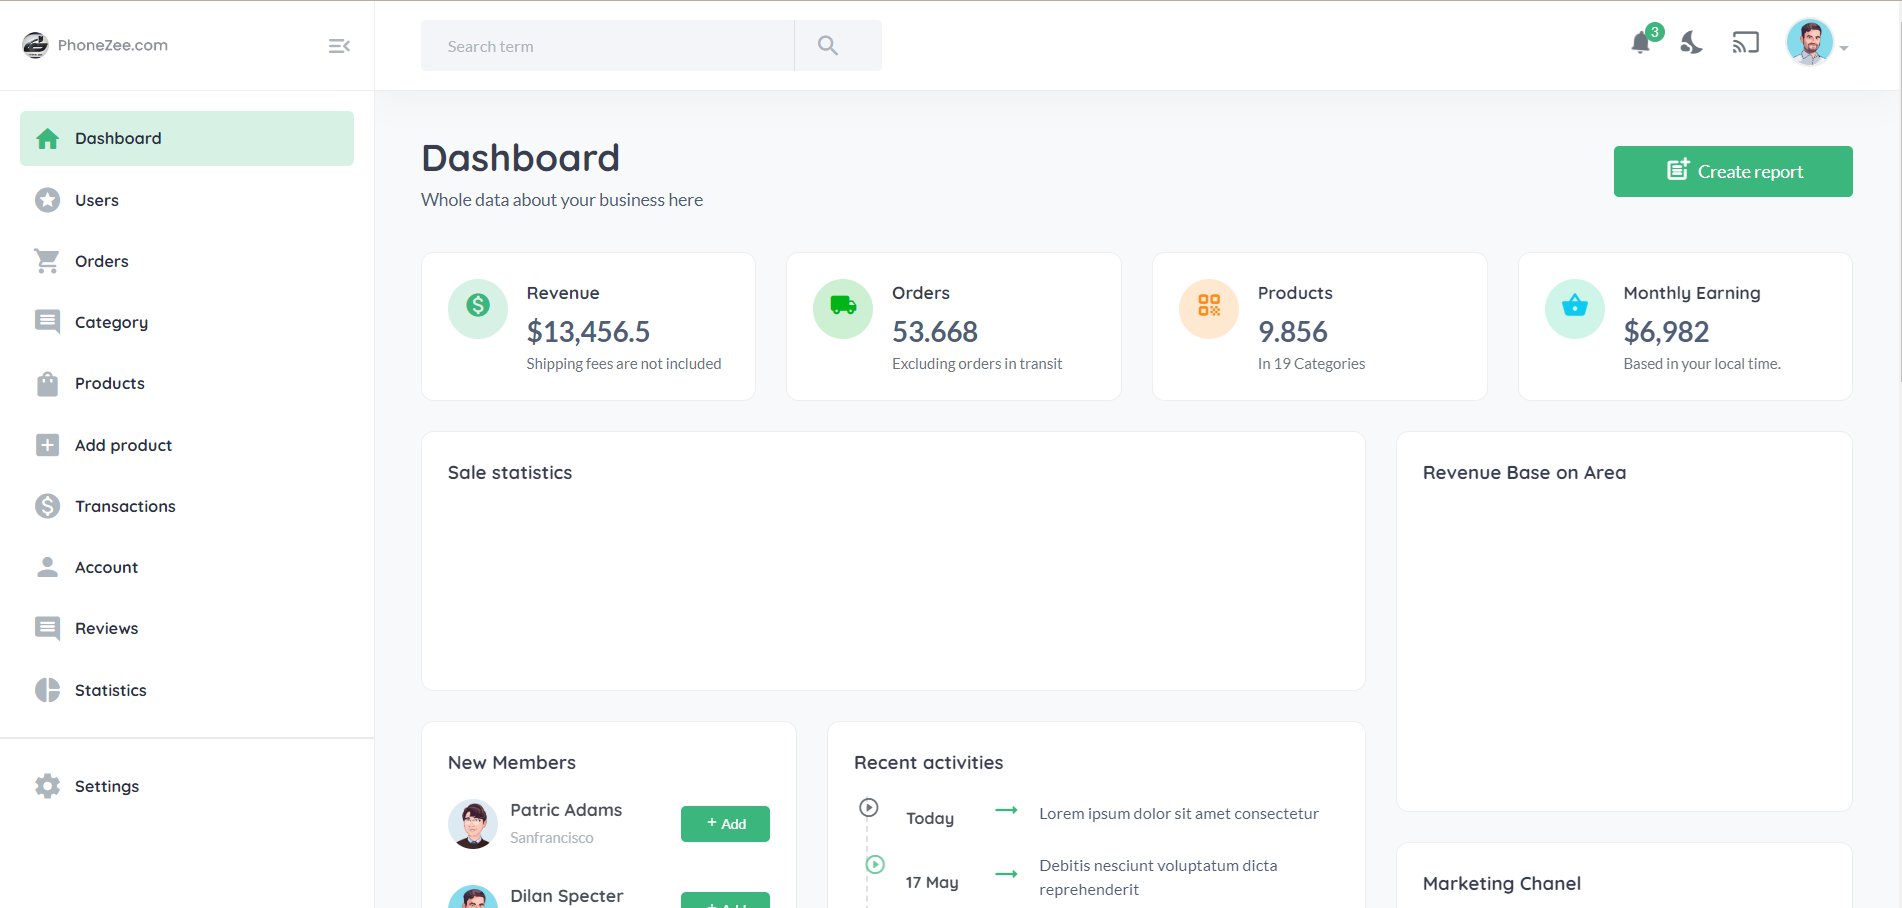 PhoneZee.com
Search term
3
Dashboard
Users
Orders
Category
Products
Add product
Transactions
Account
Reviews
Statistics
Settings
Dashboard
Whole data about your business here
Create report
Revenue
$13,456.5
Shipping fees are not included
Orders
53.668
Excluding orders in transit
Products
9.856
In 19 Categories
Monthly Earning
$6,982
Based in your local time.
Sale statistics
Revenue Base on Area
New Members
Patric Adams
Sanfrancisco
+ Add
Dilan Specter
+ Add
Recent activities
Today
Lorem ipsum dolor sit amet consectetur
17 May
Debitis nesciunt voluptatum dicta
reprehenderit
Marketing Chanel